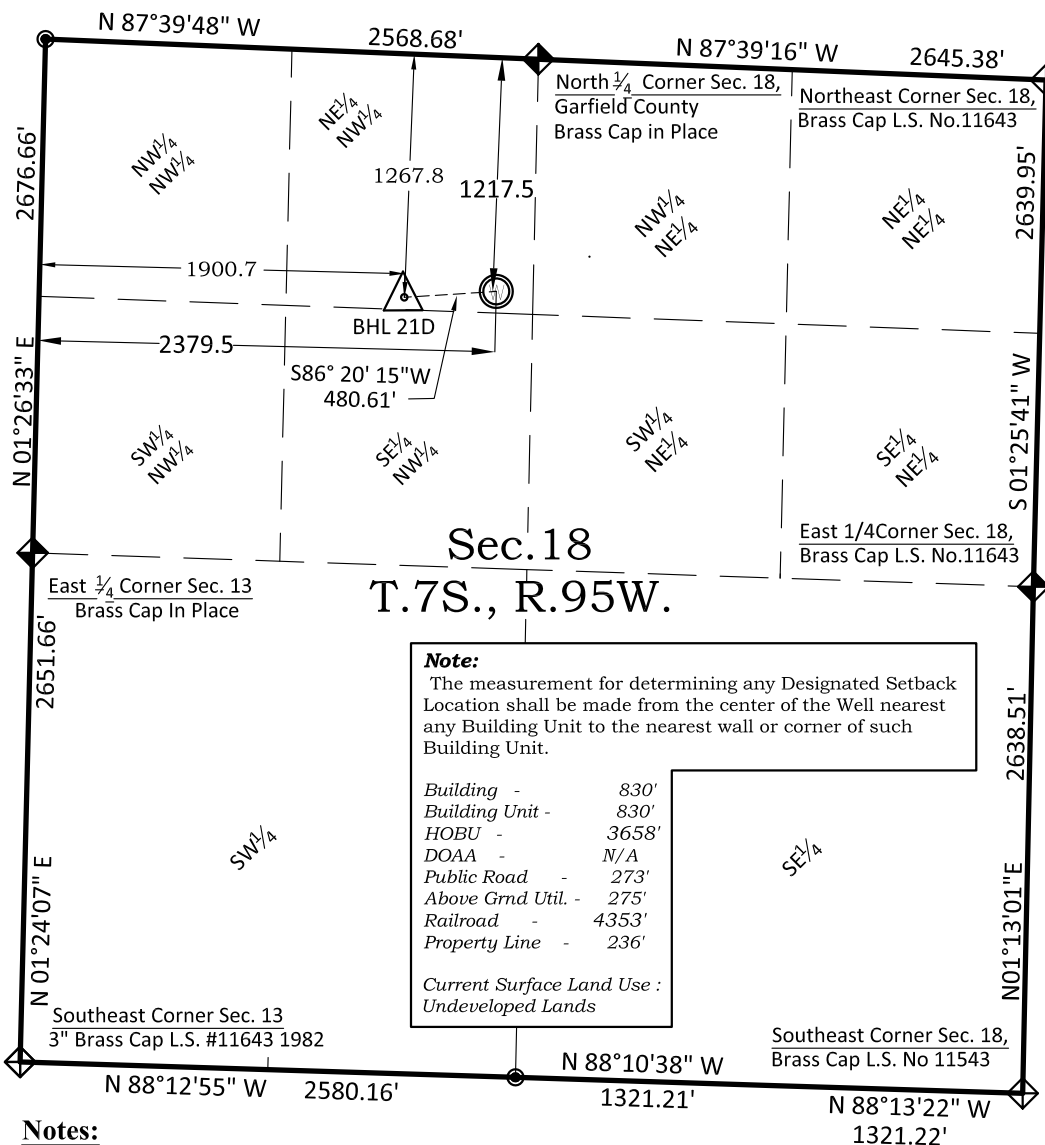 N 87°39'48" W
2568.68'
N 87°39'16" W
2645.38'
North ¼ Corner Sec. 18,
Garfield County
Brass Cap in Place
Northeast Corner Sec. 18,
Brass Cap L.S. No.11643
2676.66'
NW¼
NW¼
NE¼
NW¼
1267.8
1217.5
NW¼
NE¼
NE¼
NE¼
2639.95'
1900.7
W
BHL 21D
2379.5
S86° 20' 15"W
480.61'
N 01°26'33" E
SW¼
NW¼
SE¼
NW¼
SW¼
NE¼
SE¼
NE¼
S 01°25'41" W
Sec.18
T.7S., R.95W.
East 1/4Corner Sec. 18,
Brass Cap L.S. No.11643
East ¼ Corner Sec. 13
Brass Cap In Place
2651.66'
Note:
The measurement for determining any Designated Setback
Location shall be made from the center of the Well nearest
any Building Unit to the nearest wall or corner of such
Building Unit.
Building - 830'
Building Unit - 830'
HOBU - 3658'
DOAA - N/A
Public Road - 273'
Above Grnd Util. - 275'
Railroad - 4353'
Property Line - 236'
Current Surface Land Use :
Undeveloped Lands
2638.51'
SW¼
SE¼
N 01°24'07" E
N01°13'01"E
Southeast Corner Sec. 13
3" Brass Cap L.S. #11643 1982
Southeast Corner Sec. 18,
Brass Cap L.S. No 11543
N 88°12'55" W
2580.16'
N 88°10'38" W
1321.21'
N 88°13'22" W
1321.22'
Notes: